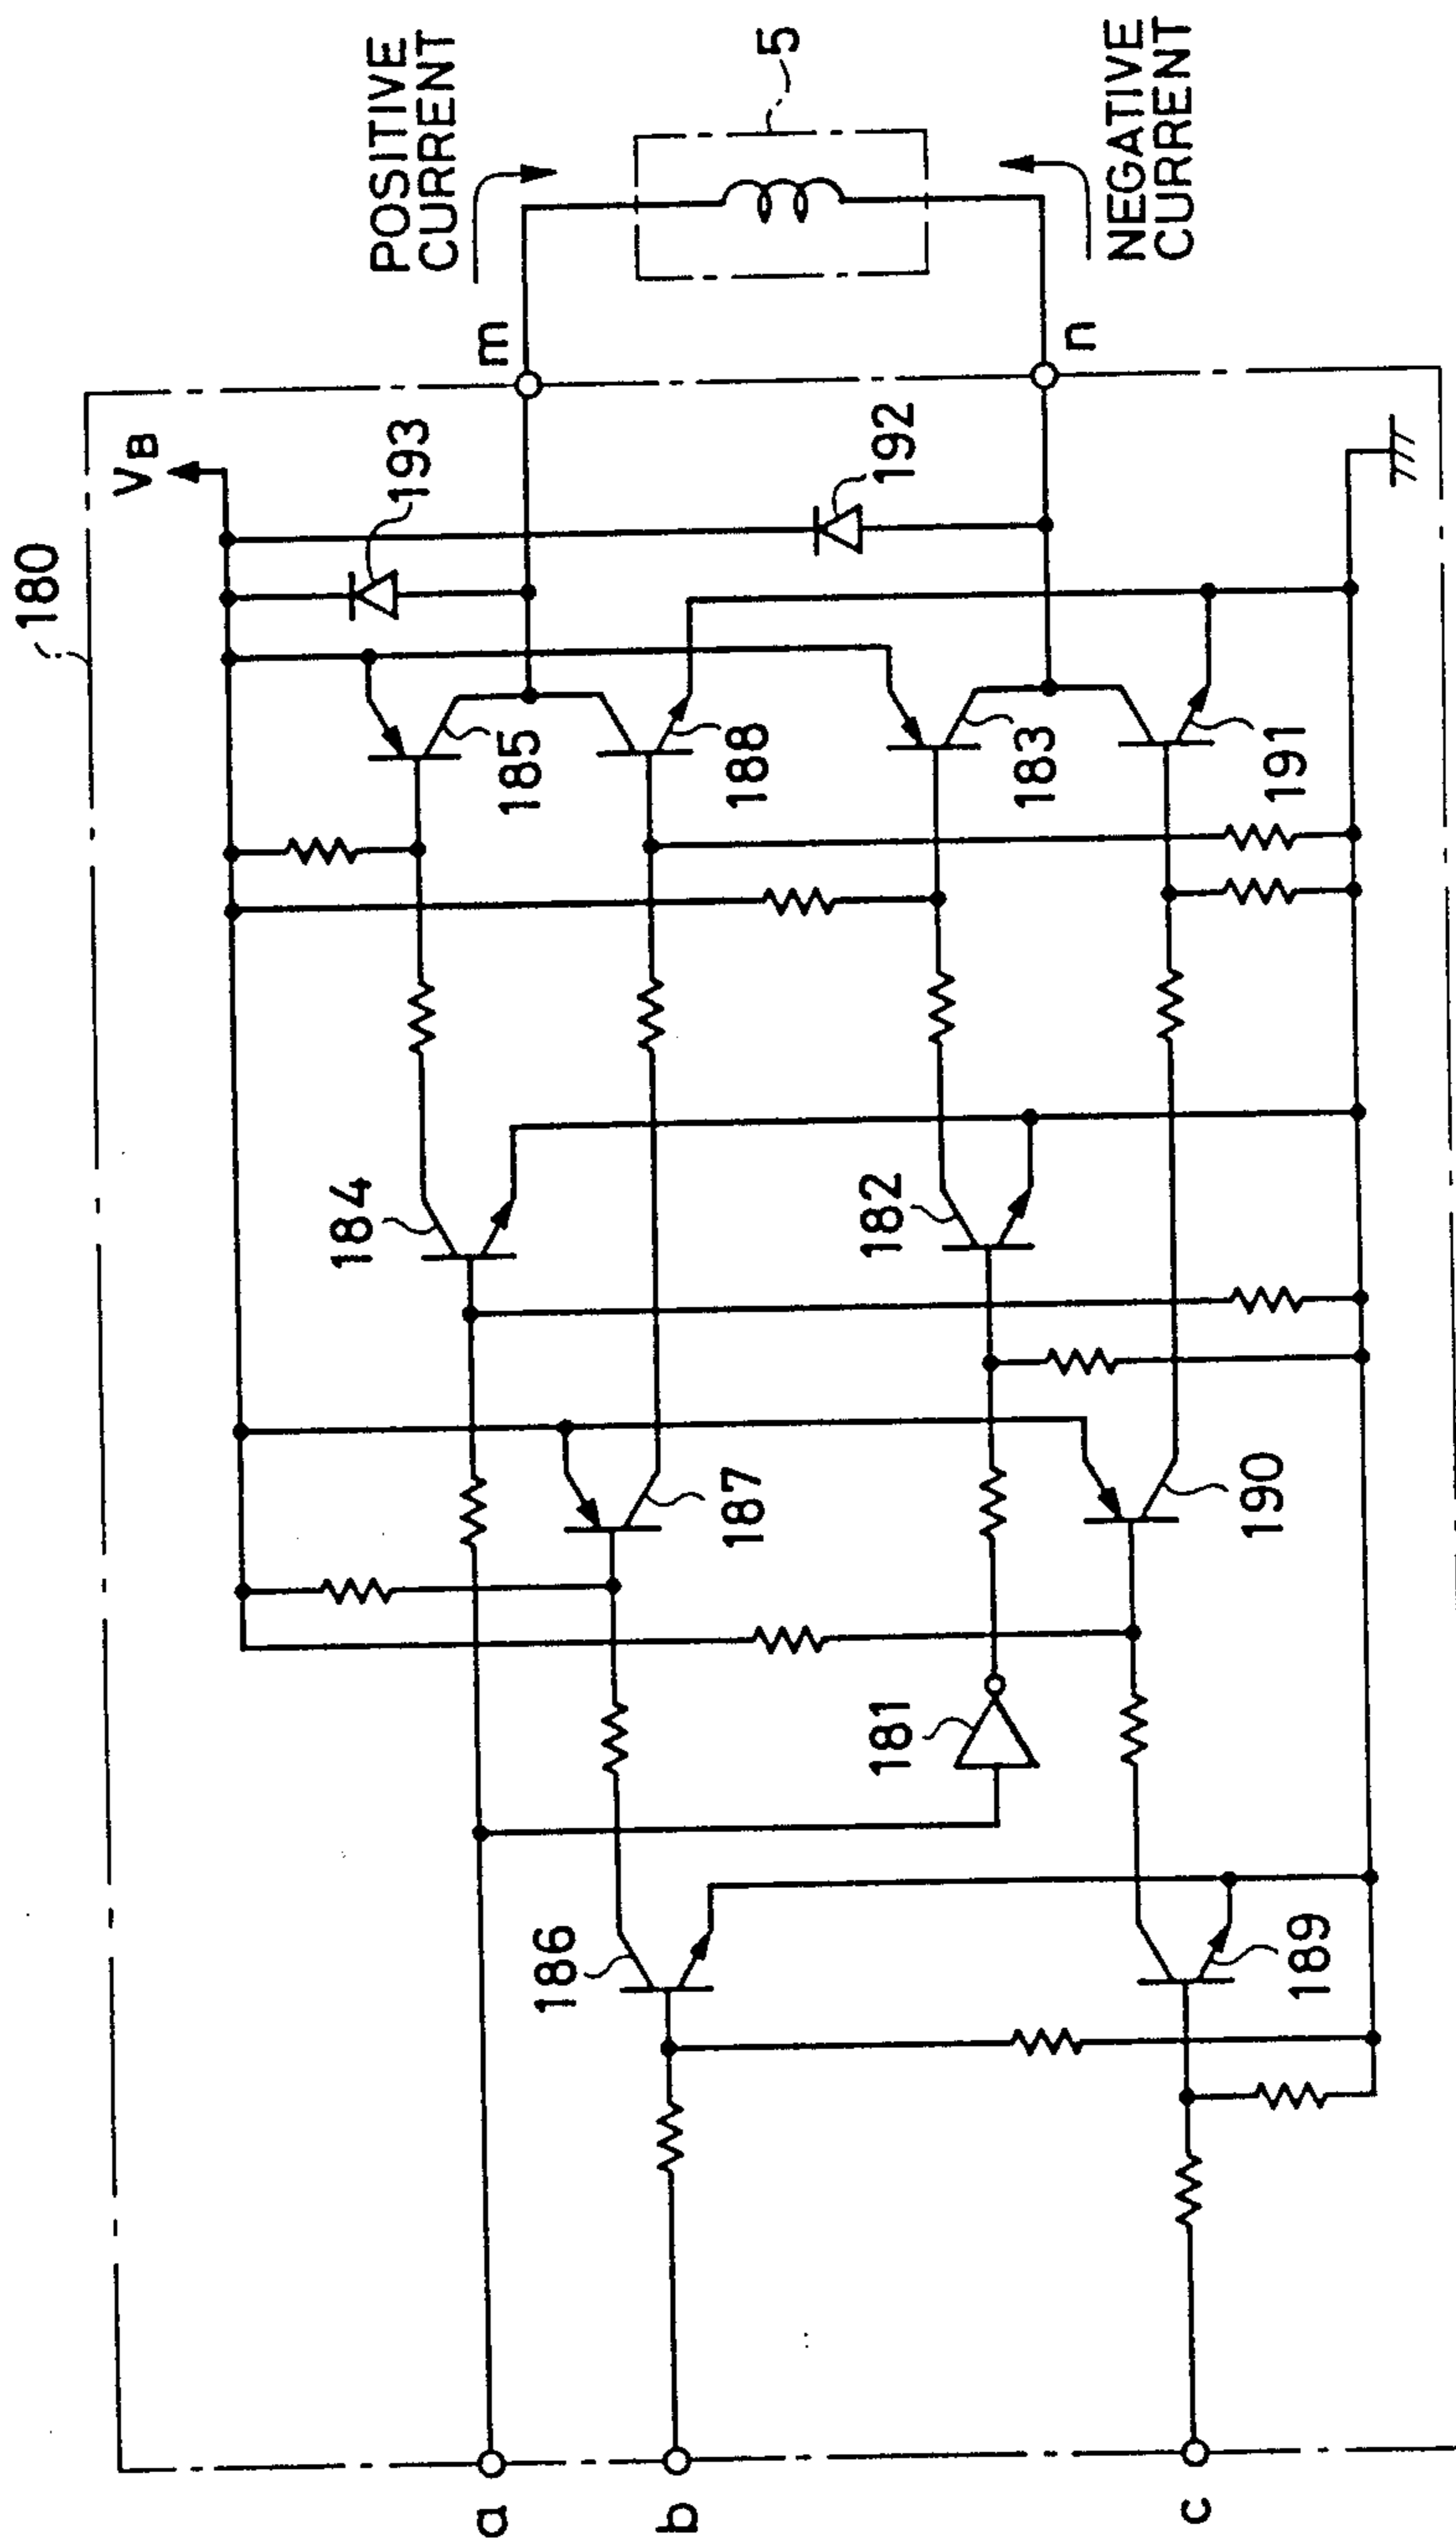 180
VB
193
192
m
n
POSITIVE
CURRENT
5
NEGATIVE
CURRENT
185
188
183
191
184
182
187
190
181
186
189
a
b
c